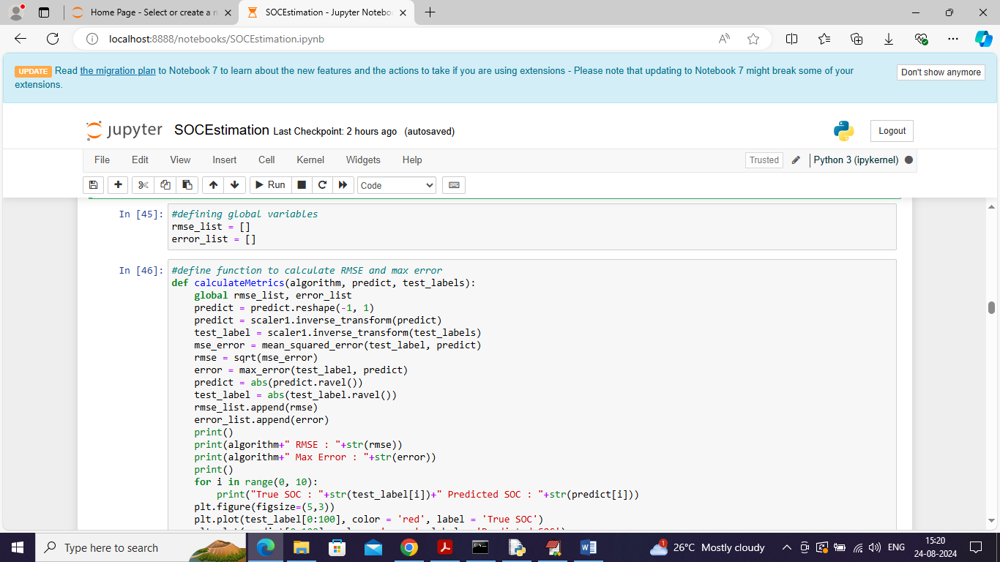 Home Page - Select or create a n
SOCEstimation - Jupyter Notebo
localhost:8888/notebooks/SOCEstimation.ipynb
UPDATE Read the migration plan to Notebook 7 to learn about the new features and the actions to take if you are using extensions - Please note that updating to Notebook 7 might break some of your
extensions.
Don't show anymore
jupyter SOCEstimation Last Checkpoint: 2 hours ago (autosaved)
Logout
File Edit View Insert Cell Kernel Widgets Help
Trusted Python 3 (ipykernel)
Run Code
In [45]: #defining global variables
rmse_list = []
error_list = []
In [46]: #define function to calculate RMSE and max error
def calculateMetrics(algorithm, predict, test_labels):
    global rmse_list, error_list
    predict = predict.reshape(-1, 1)
    predict = scaler1.inverse_transform(predict)
    test_label = scaler1.inverse_transform(test_labels)
    mse_error = mean_squared_error(test_label, predict)
    rmse = sqrt(mse_error)
    error = max_error(test_label, predict)
    predict = abs(predict.ravel())
    test_label = abs(test_label.ravel())
    rmse_list.append(rmse)
    error_list.append(error)
    print()
    print(algorithm+" RMSE : "+str(rmse))
    print(algorithm+" Max Error : "+str(error))
    print()
    for i in range(0, 10):
        print("True SOC : "+str(test_label[i])+" Predicted SOC : "+str(predict[i]))
    plt.figure(figsize=(5,3))
    plt.plot(test_label[0:100], color = 'red', label = 'True SOC')
Type here to search
1
26°C Mostly cloudy
ENG
15:20
24-08-2024